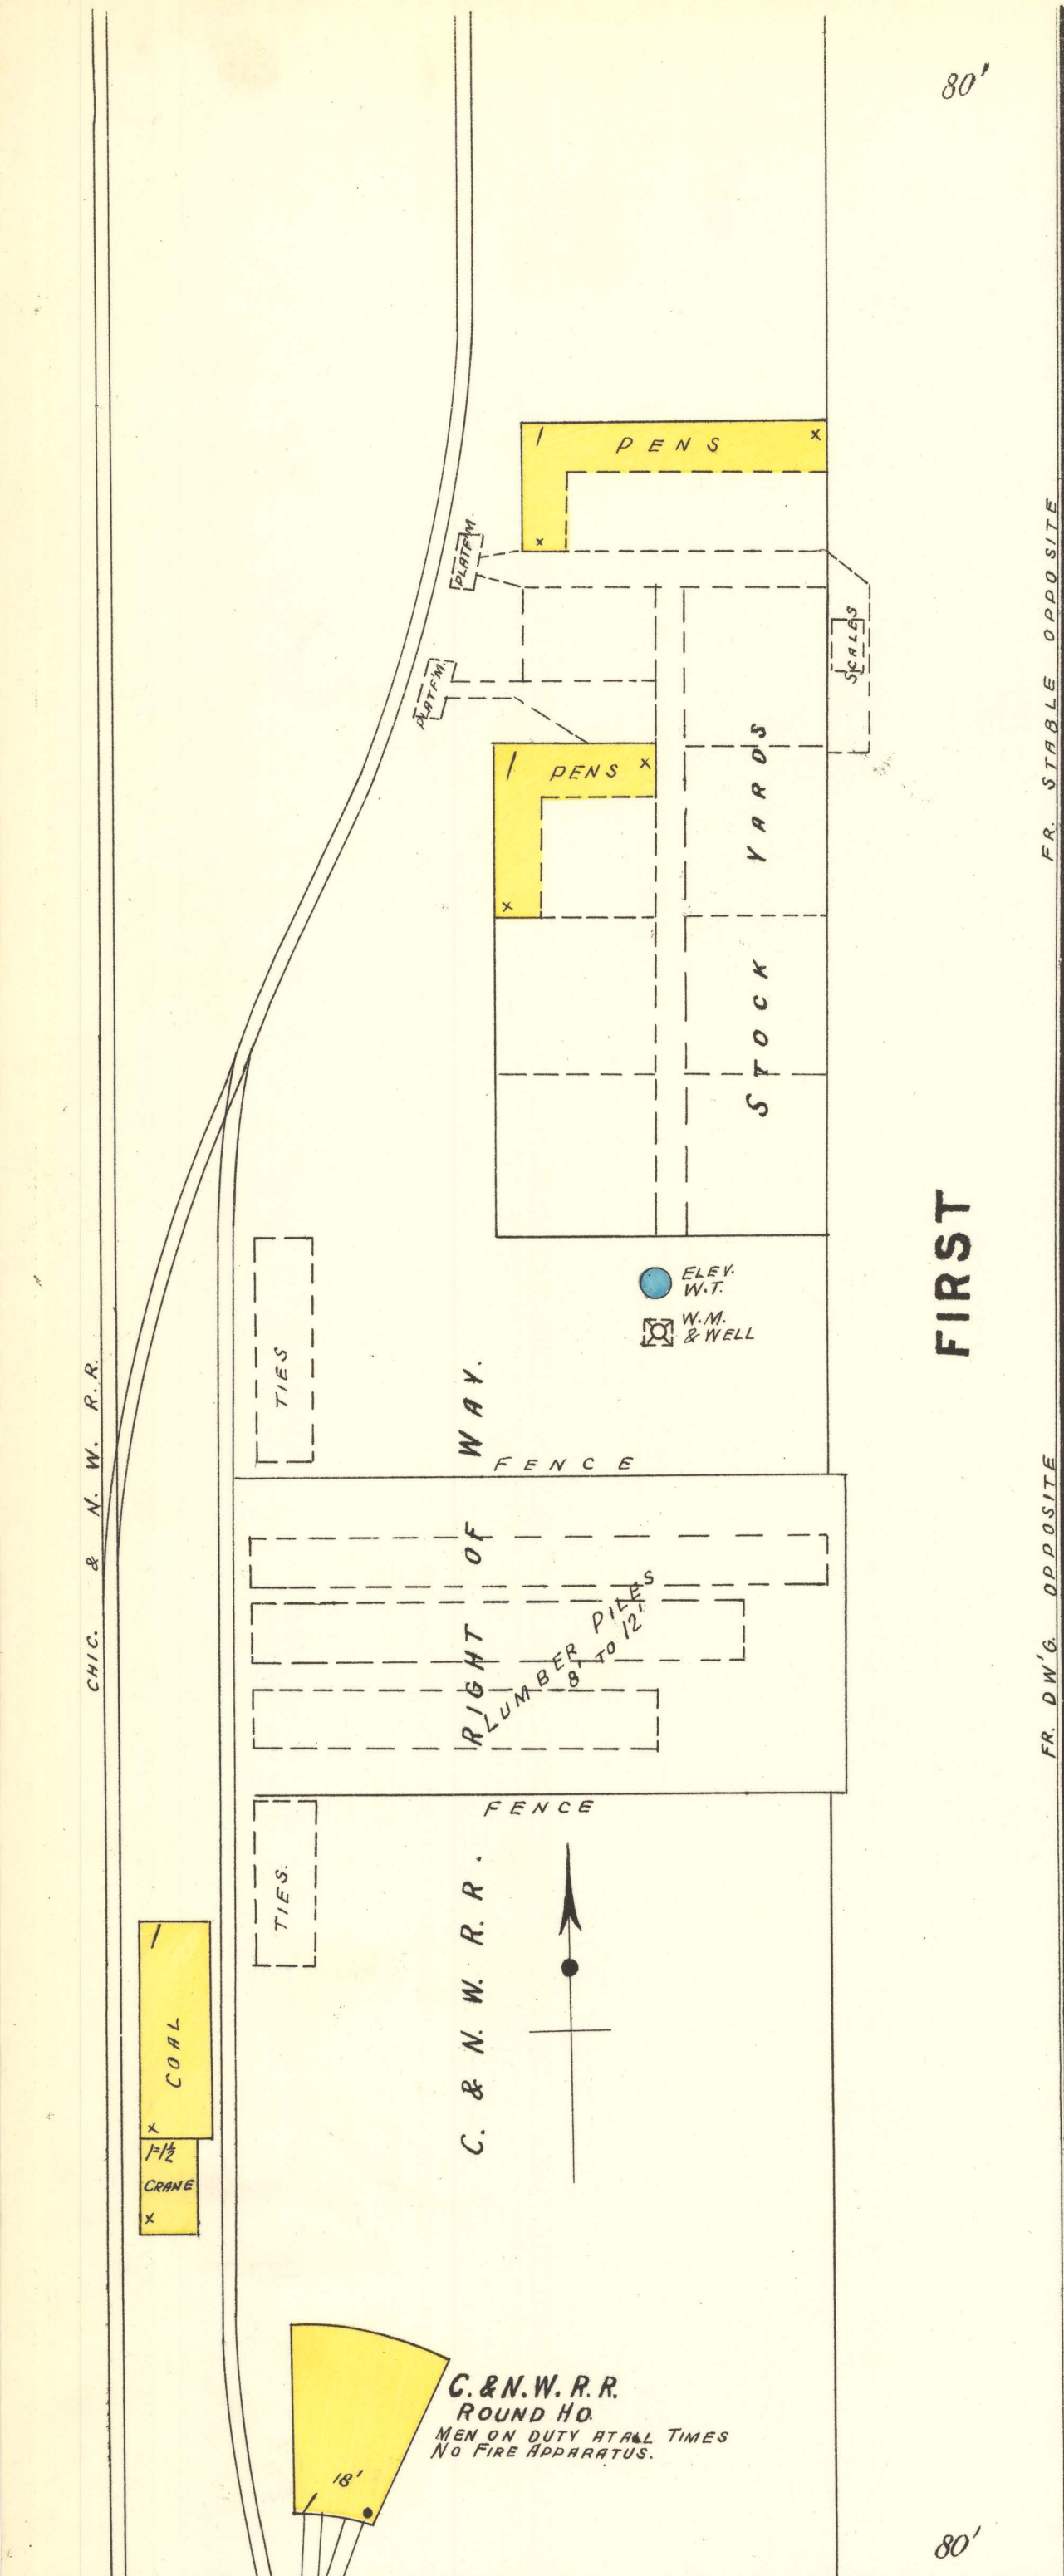 80'
1 PENS x
x
PLATF'M.
PLATF'M.
SCALES
FR. STABLE OPPOSITE
1 PENS x
x
STOCK YARDS
FIRST
ELEV.
W.T.
W.M.
& WELL
TIES
CHIC. & N. W. R.R.
FENCE
C. & N. W. R. R. RIGHT OF WAY.
LUMBER PILES
8' TO 12'
FR. DW'G. OPPOSITE
FENCE
TIES.
1
COAL
x
1=1½
CRANE
x
C. & N. W. R. R.
ROUND HO.
MEN ON DUTY AT ALL TIMES
NO FIRE APPARATUS.
18'
1
80'